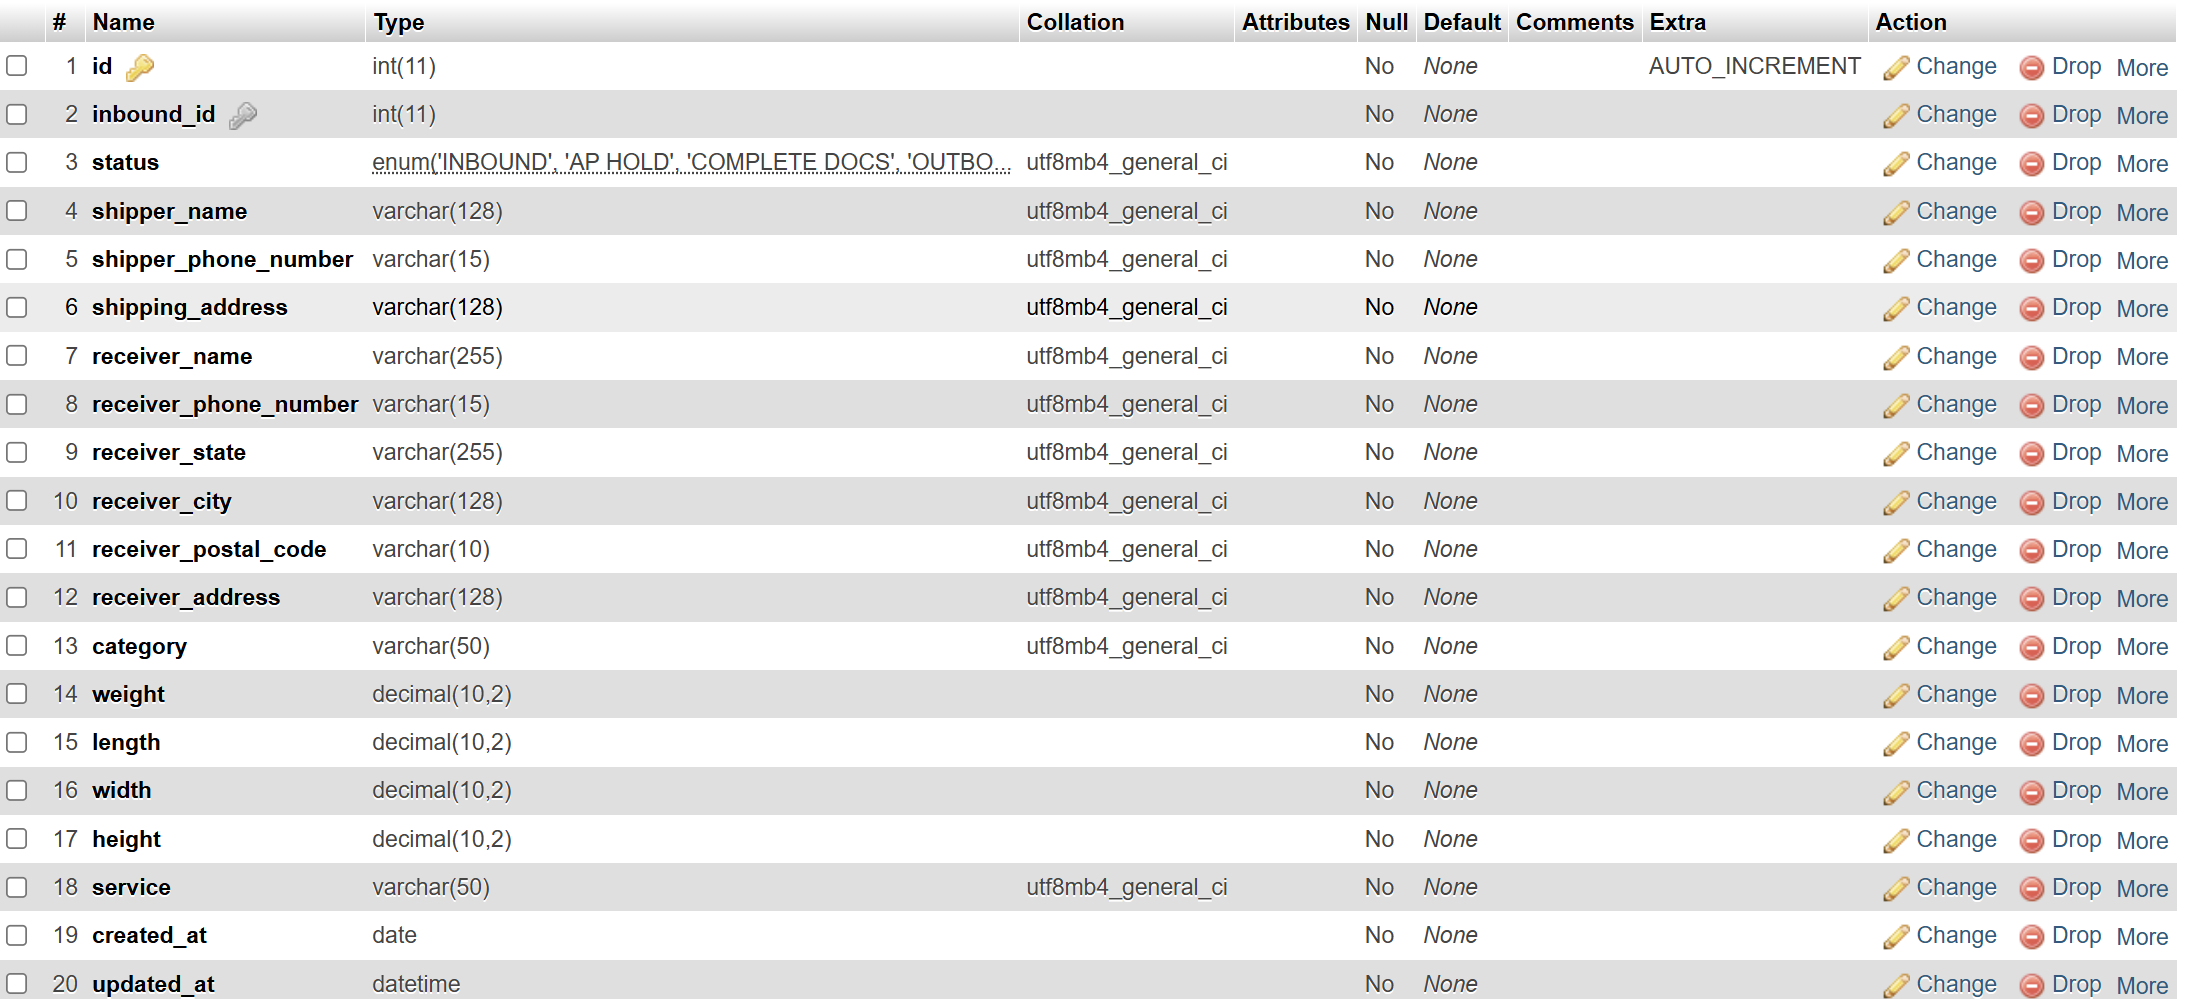 # Name Type Collation Attributes Null Default Comments Extra Action
1 id int(11) No None AUTO_INCREMENT Change Drop More
2 inbound_id int(11) No None Change Drop More
3 status enum('INBOUND', 'AP HOLD', 'COMPLETE DOCS', 'OUTBO... utf8mb4_general_ci No None Change Drop More
4 shipper_name varchar(128) utf8mb4_general_ci No None Change Drop More
5 shipper_phone_number varchar(15) utf8mb4_general_ci No None Change Drop More
6 shipping_address varchar(128) utf8mb4_general_ci No None Change Drop More
7 receiver_name varchar(255) utf8mb4_general_ci No None Change Drop More
8 receiver_phone_number varchar(15) utf8mb4_general_ci No None Change Drop More
9 receiver_state varchar(255) utf8mb4_general_ci No None Change Drop More
10 receiver_city varchar(128) utf8mb4_general_ci No None Change Drop More
11 receiver_postal_code varchar(10) utf8mb4_general_ci No None Change Drop More
12 receiver_address varchar(128) utf8mb4_general_ci No None Change Drop More
13 category varchar(50) utf8mb4_general_ci No None Change Drop More
14 weight decimal(10,2) No None Change Drop More
15 length decimal(10,2) No None Change Drop More
16 width decimal(10,2) No None Change Drop More
17 height decimal(10,2) No None Change Drop More
18 service varchar(50) utf8mb4_general_ci No None Change Drop More
19 created_at date No None Change Drop More
20 updated_at datetime No None Change Drop More